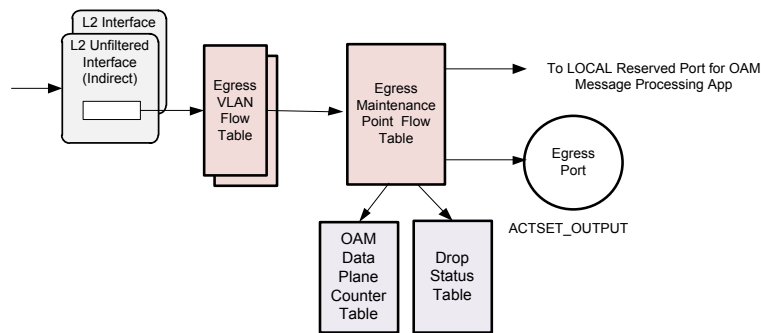 L2 Interface
L2 Unfiltered
Interface
(Indirect)
Egress
VLAN
Flow
Table
Egress
Maintenance
Point Flow
Table
To LOCAL Reserved Port for OAM
Message Processing App
Egress
Port
ACTSET_OUTPUT
OAM
Data
Plane
Counter
Table
Drop
Status
Table